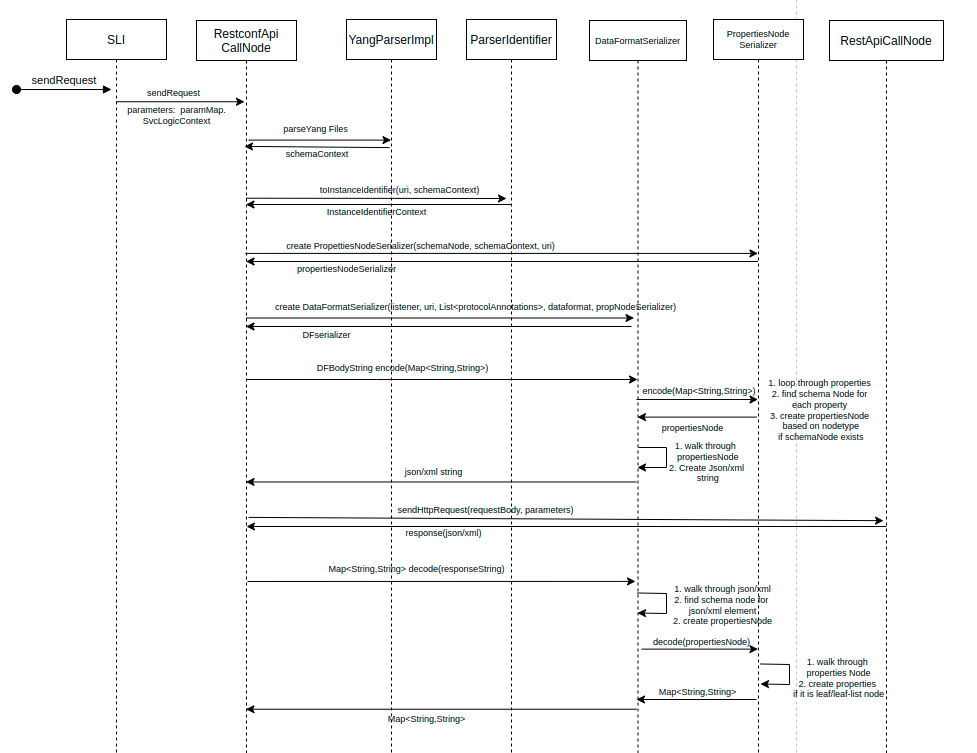 SLI
RestconfApi
CallNode
YangParserImpl
ParserIdentifier
DataFormatSerializer
PropertiesNode
Serializer
RestApiCallNode
sendRequest
sendRequest
parameters: paramMap.
SvcLogicContext
parseYang Files
schemaContext
toInstanceIdentifier(uri, schemaContext)
InstanceIdentifierContext
create PropettiesNodeSerializer(schemaNode, schemaContext, uri)
propertiesNodeSerializer
create DataFormatSerializer(listener, uri, List<protocolAnnotations>, dataformat, propNodeSerializer)
DFserializer
DFBodyString encode(Map<String,String>)
encode(Map<String,String>)
1. loop through properties
2. find schema Node for
each property
3. create propertiesNode
based on nodetype
if schemaNode exists
propertiesNode
1. walk through
propertiesNode
2. Create Json/xml
string
json/xml string
sendHttpRequest(requestBody, parameters)
response(json/xml)
Map<String,String> decode(responseString)
1. walk through json/xml
2. find schema node for
json/xml element
2. create propertiesNode
decode(propertiesNode)
1. walk through
properties Node
2. create properties
if it is leaf/leaf-list node
Map<String,String>
Map<String,String>